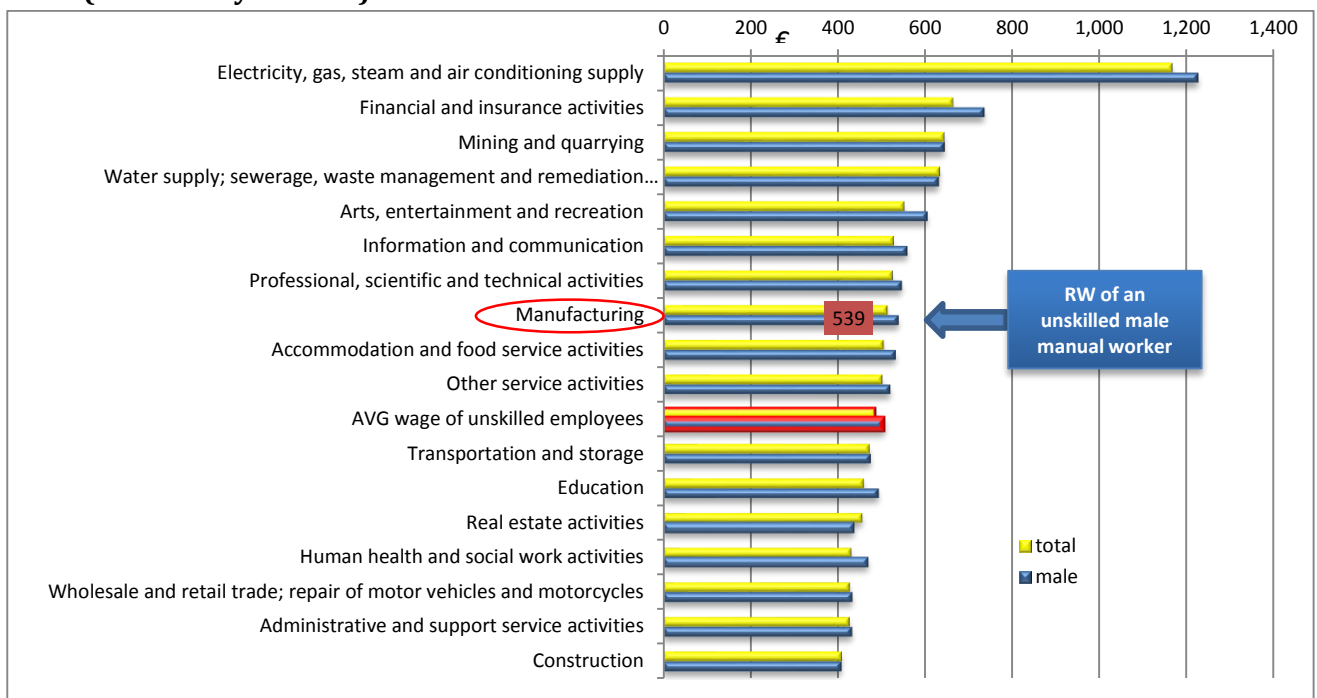 0 200 400 600 800 1,000 1,200 1,400
€
Electricity, gas, steam and air conditioning supply
Financial and insurance activities
Mining and quarrying
Water supply; sewerage, waste management and remediation...
Arts, entertainment and recreation
Information and communication
Professional, scientific and technical activities
Manufacturing
539
RW of an
unskilled male
manual worker
Accommodation and food service activities
Other service activities
AVG wage of unskilled employees
Transportation and storage
Education
Real estate activities
Human health and social work activities
Wholesale and retail trade; repair of motor vehicles and motorcycles
Administrative and support service activities
Construction
total
male